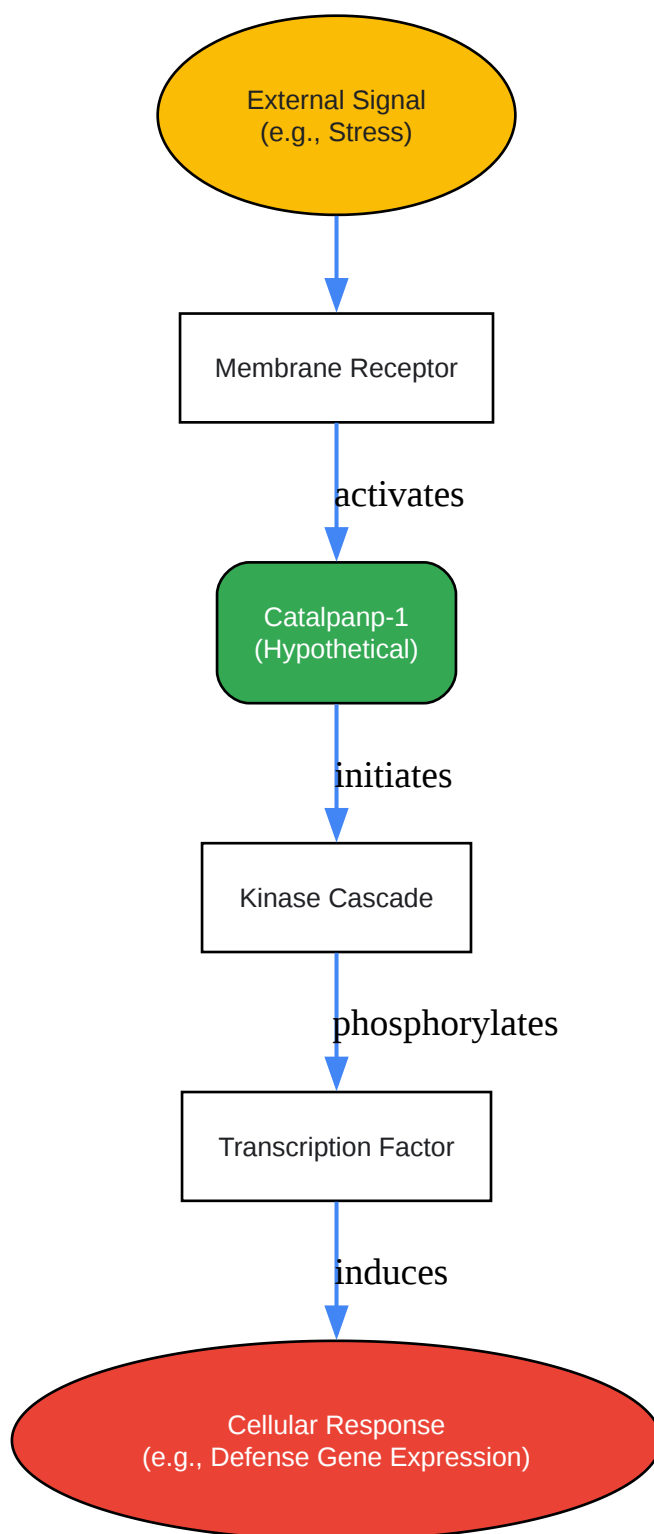 External Signal
(e.g., Stress)
Membrane Receptor
activates
Catalpanp-1
(Hypothetical)
initiates
Kinase Cascade
phosphorylates
Transcription Factor
induces
Cellular Response
(e.g., Defense Gene Expression)